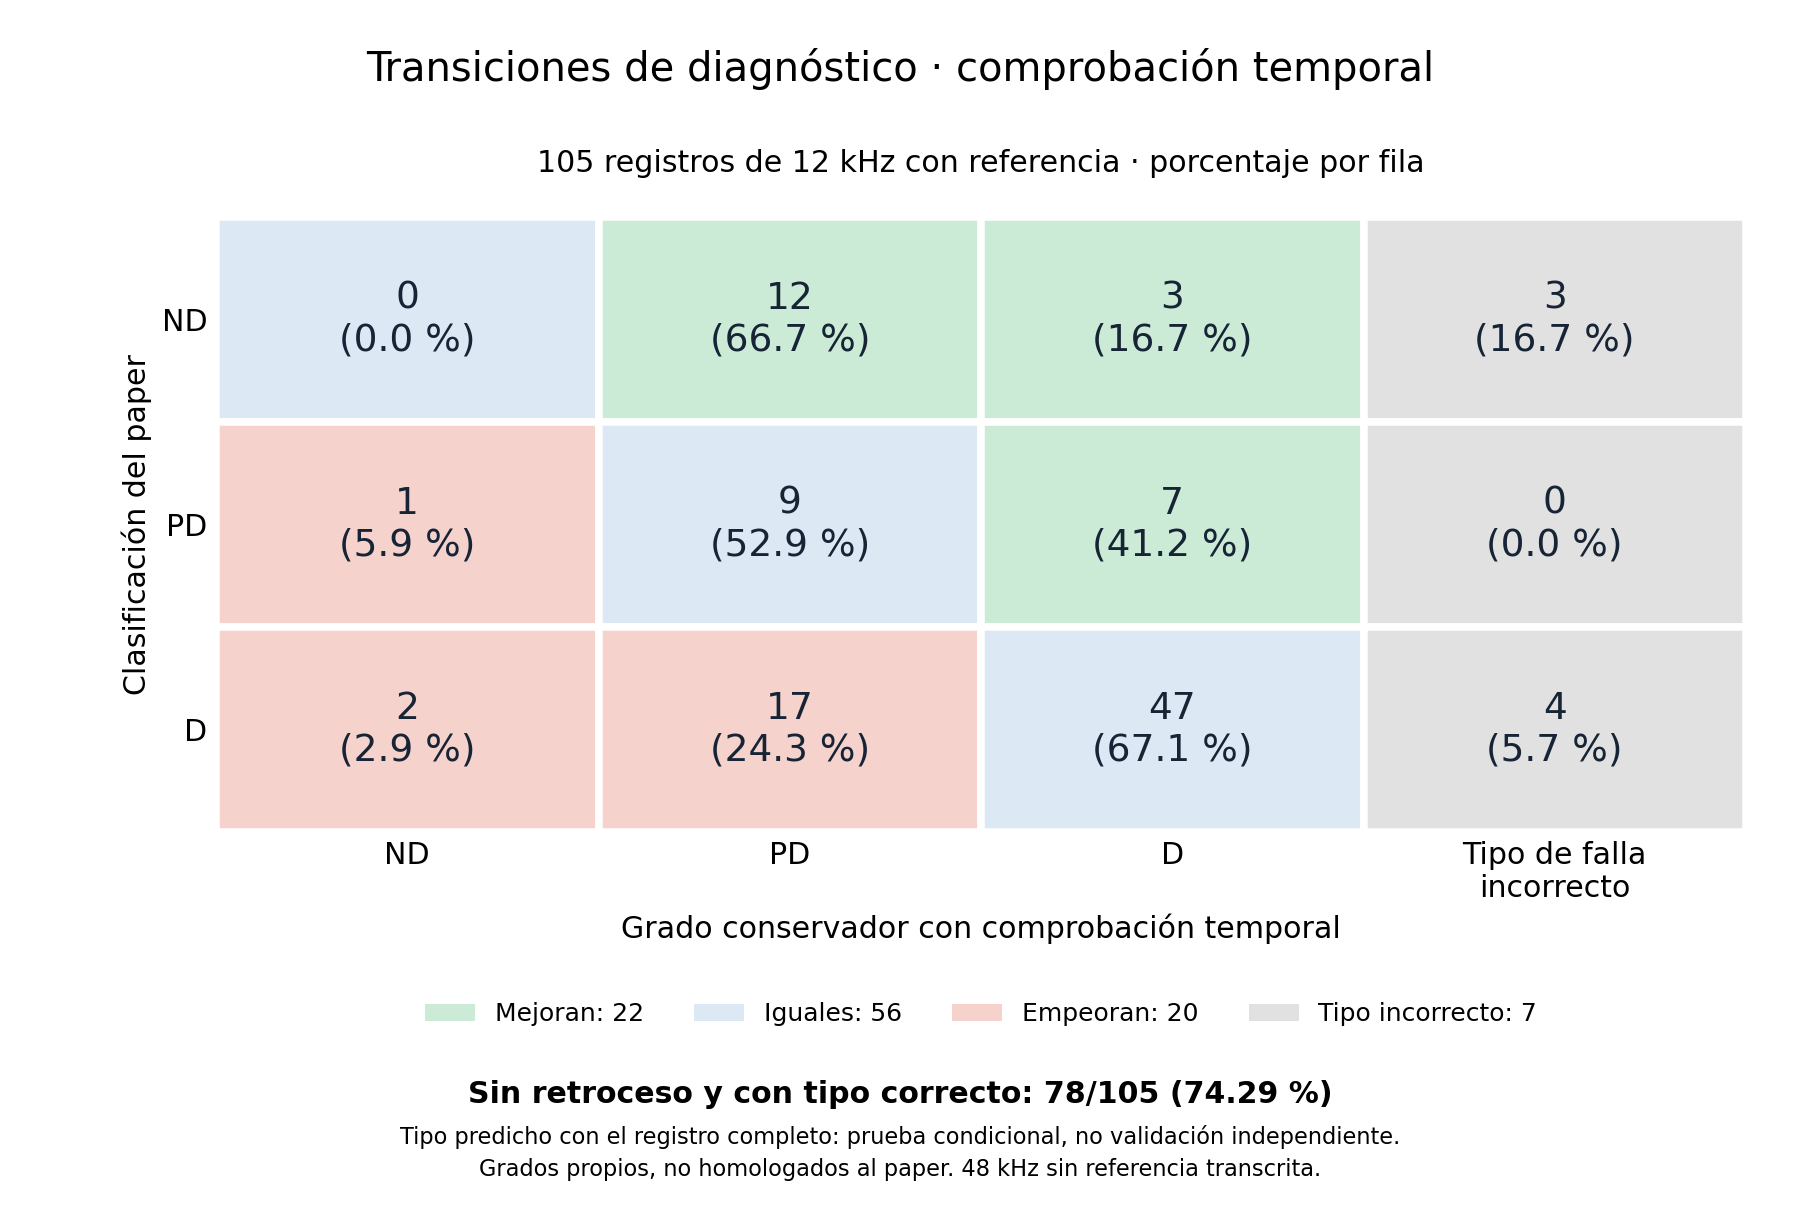 Transiciones de diagnóstico · comprobación temporal
105 registros de 12 kHz con referencia · porcentaje por fila
Clasificación del paper
ND
0
(0.0 %)
12
(66.7 %)
3
(16.7 %)
3
(16.7 %)
PD
1
(5.9 %)
9
(52.9 %)
7
(41.2 %)
0
(0.0 %)
D
2
(2.9 %)
17
(24.3 %)
47
(67.1 %)
4
(5.7 %)
ND
PD
D
Tipo de falla
incorrecto
Grado conservador con comprobación temporal
Mejoran: 22
Iguales: 56
Empeoran: 20
Tipo incorrecto: 7
Sin retroceso y con tipo correcto: 78/105 (74.29 %)
Tipo predicho con el registro completo: prueba condicional, no validación independiente.
Grados propios, no homologados al paper. 48 kHz sin referencia transcrita.